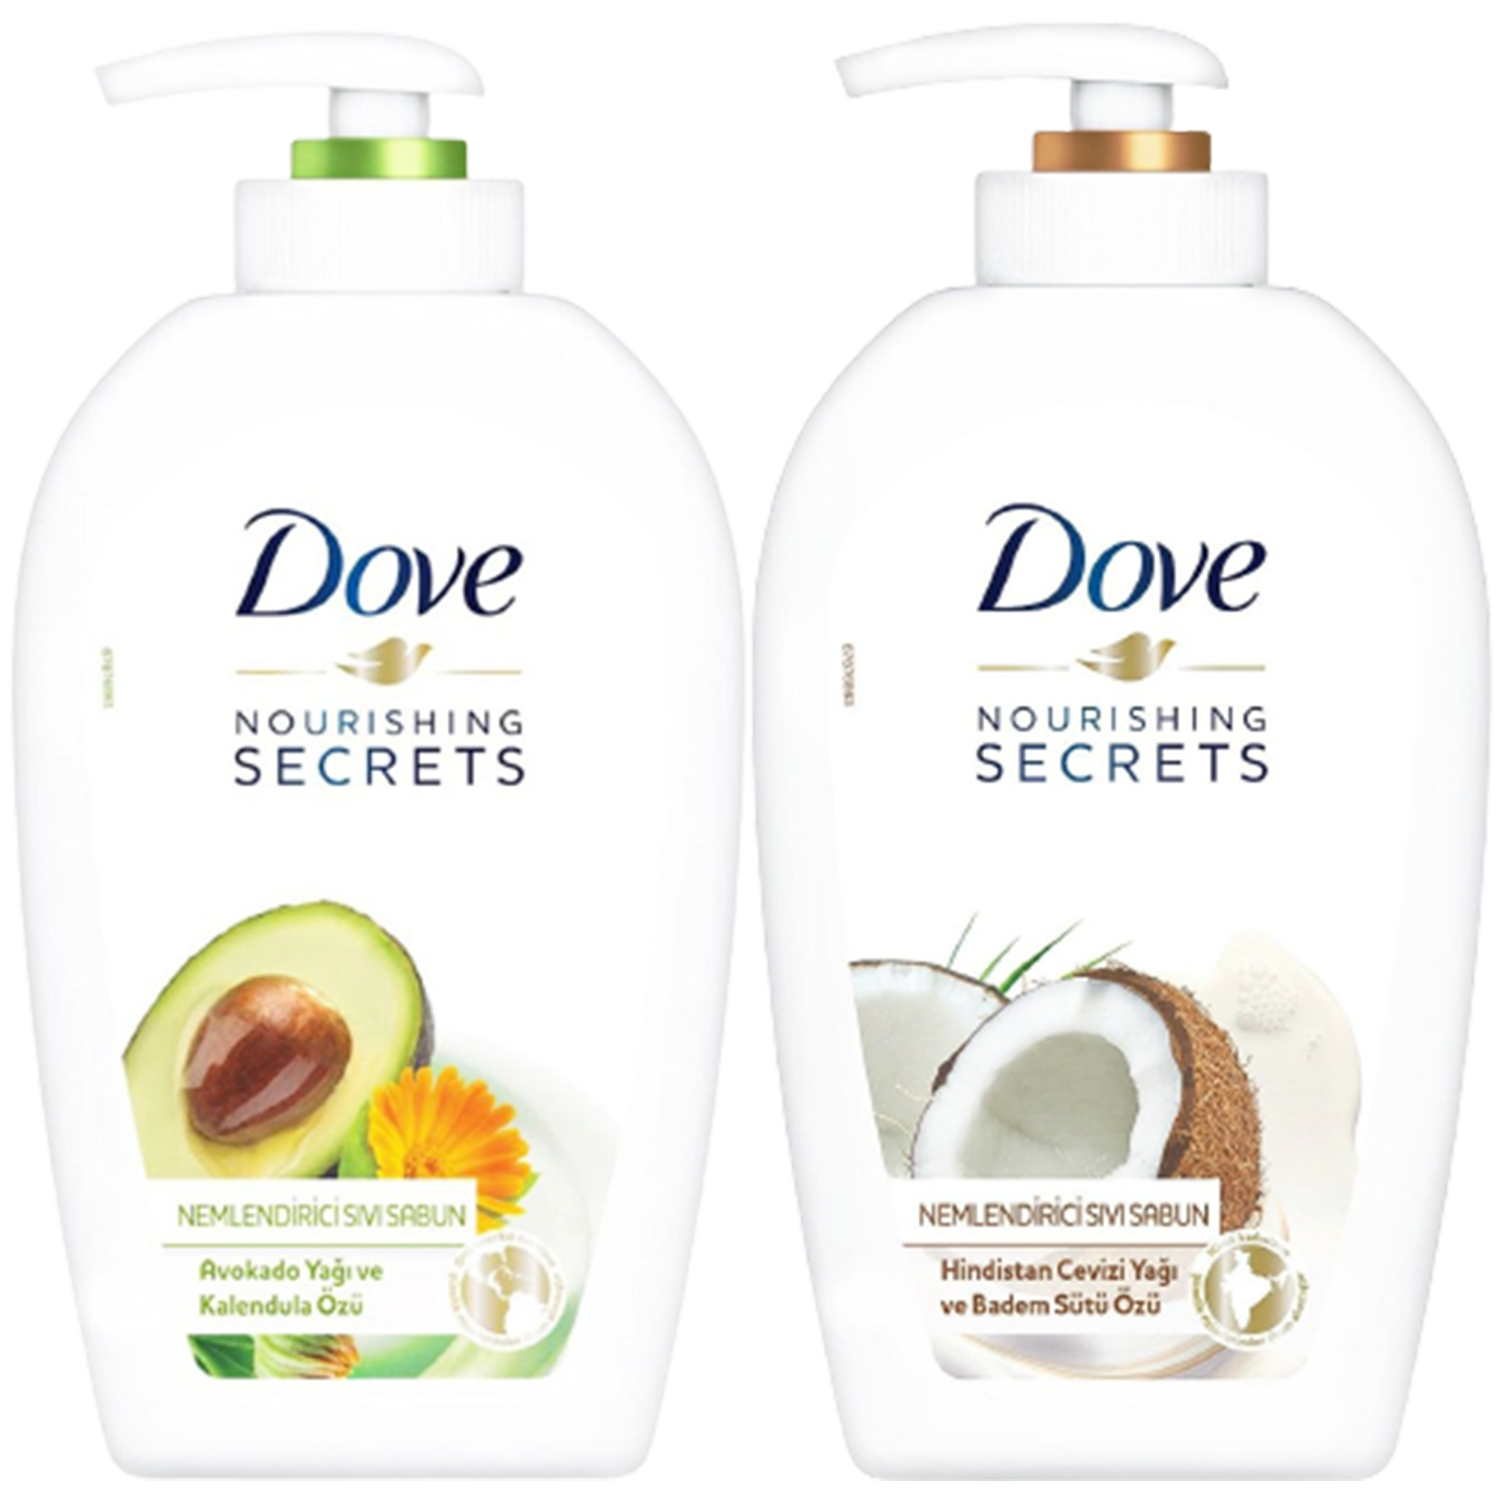 Dove
NOURISHING
SECRETS
NEMLENDİRİCİ SIVI SABUN
Avokado Yağı ve
Kalendula Özü
Dove
NOURISHING
SECRETS
NEMLENDİRİCİ SIVI SABUN
Hindistan Cevizi Yağı
ve Badem Sütü Özü